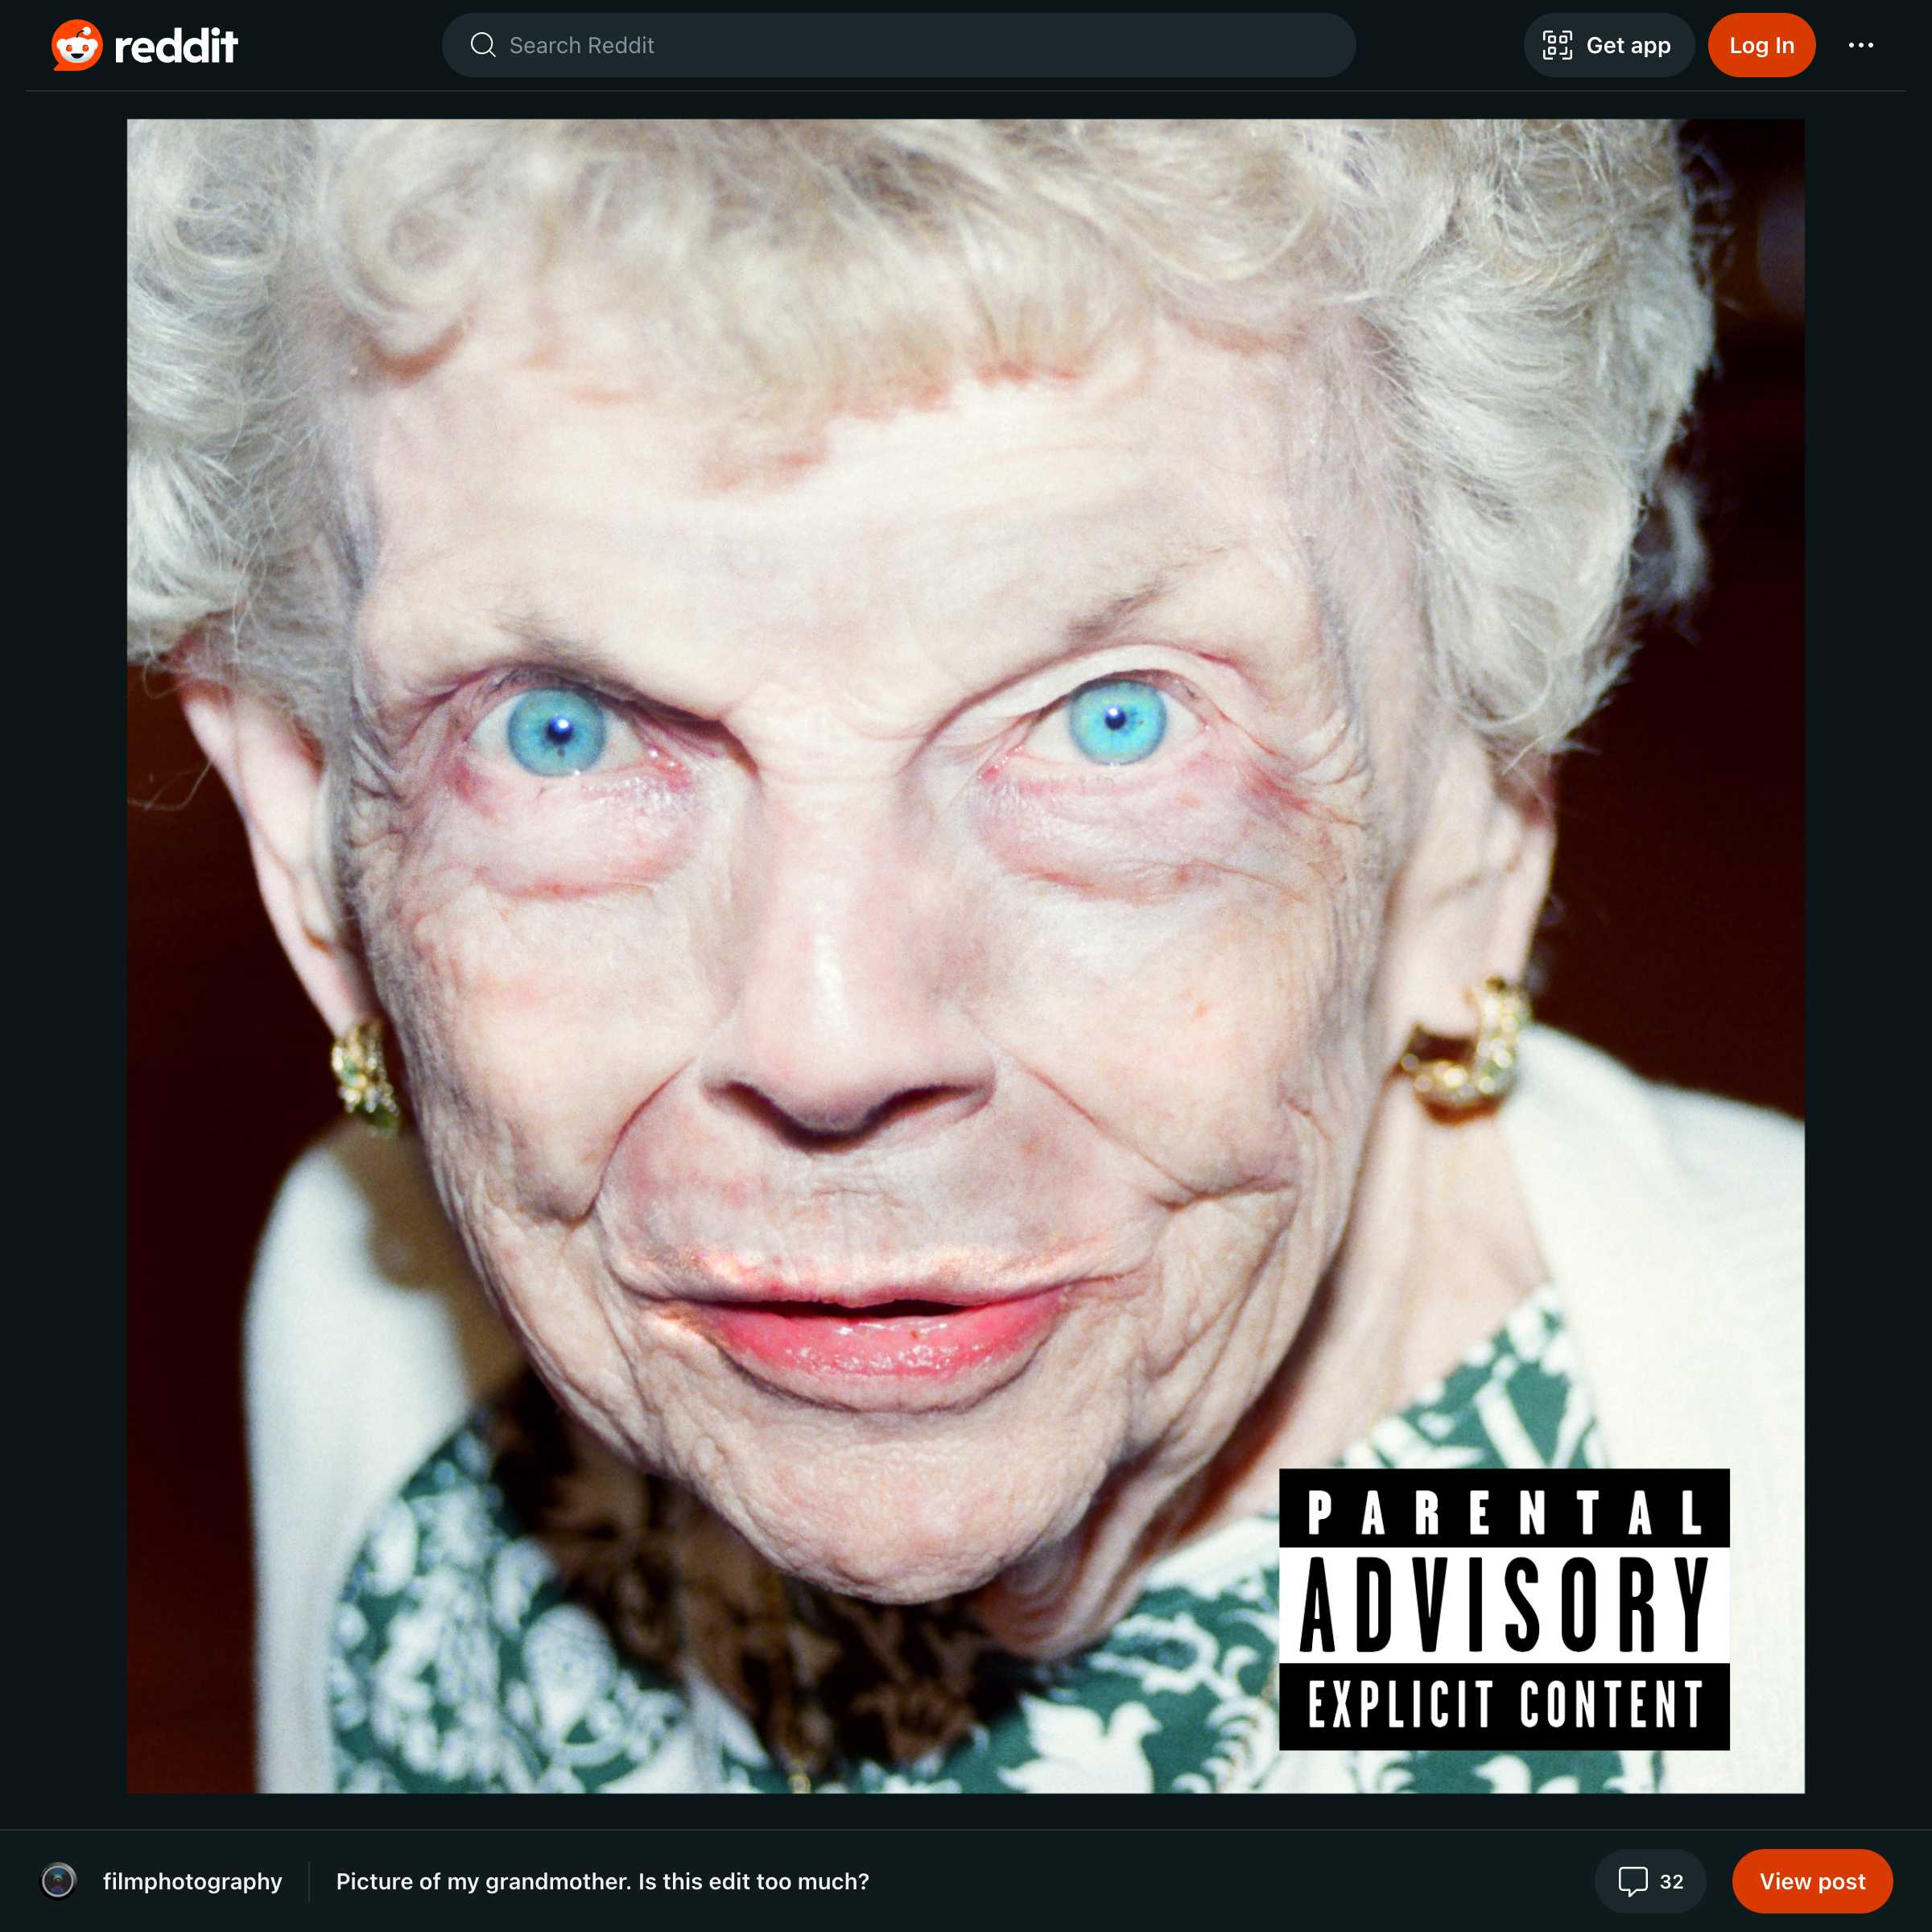 reddit
Search Reddit
Get app
Log In
PARENTAL
ADVISORY
EXPLICIT CONTENT
filmphotography
Picture of my grandmother. Is this edit too much?
32
View post